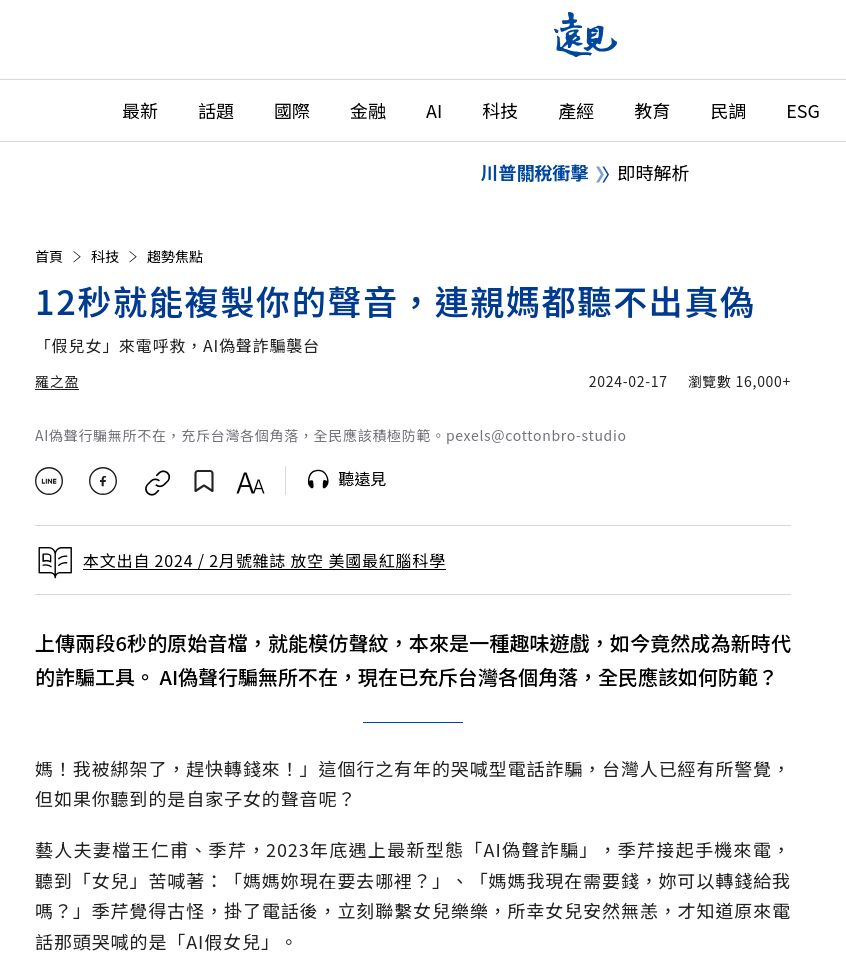 遠見
最新 話題 國際 金融 AI 科技 產經 教育 民調 ESG
川普關稅衝擊 》 即時解析
首頁 > 科技 > 趨勢焦點
12秒就能複製你的聲音，連親媽都聽不出真偽
「假兒女」來電呼救，AI偽聲詐騙襲台
羅之盈 2024-02-17 瀏覽數 16,000+
AI偽聲行騙無所不在，充斥台灣各個角落，全民應該積極防範。pexels@cottonbro-studio
LINE f AA 聽遠見
本文出自 2024 / 2月號雜誌 放空 美國最紅腦科學
上傳兩段6秒的原始音檔，就能模仿聲紋，本來是一種趣味遊戲，如今竟然成為新時代
的詐騙工具。 AI偽聲行騙無所不在，現在已充斥台灣各個角落，全民應該如何防範？
媽！我被綁架了，趕快轉錢來！」這個行之有年的哭喊型電話詐騙，台灣人已經有所警覺，
但如果你聽到的是自家子女的聲音呢？
藝人夫妻檔王仁甫、季芹，2023年底遇上最新型態「AI偽聲詐騙」，季芹接起手機來電，
聽到「女兒」苦喊著：「媽媽妳現在要去哪裡？」、「媽媽我現在需要錢，妳可以轉錢給我
嗎？」季芹覺得古怪，掛了電話後，立刻聯繫女兒樂樂，所幸女兒安然無恙，才知道原來電
話那頭哭喊的是「AI假女兒」。